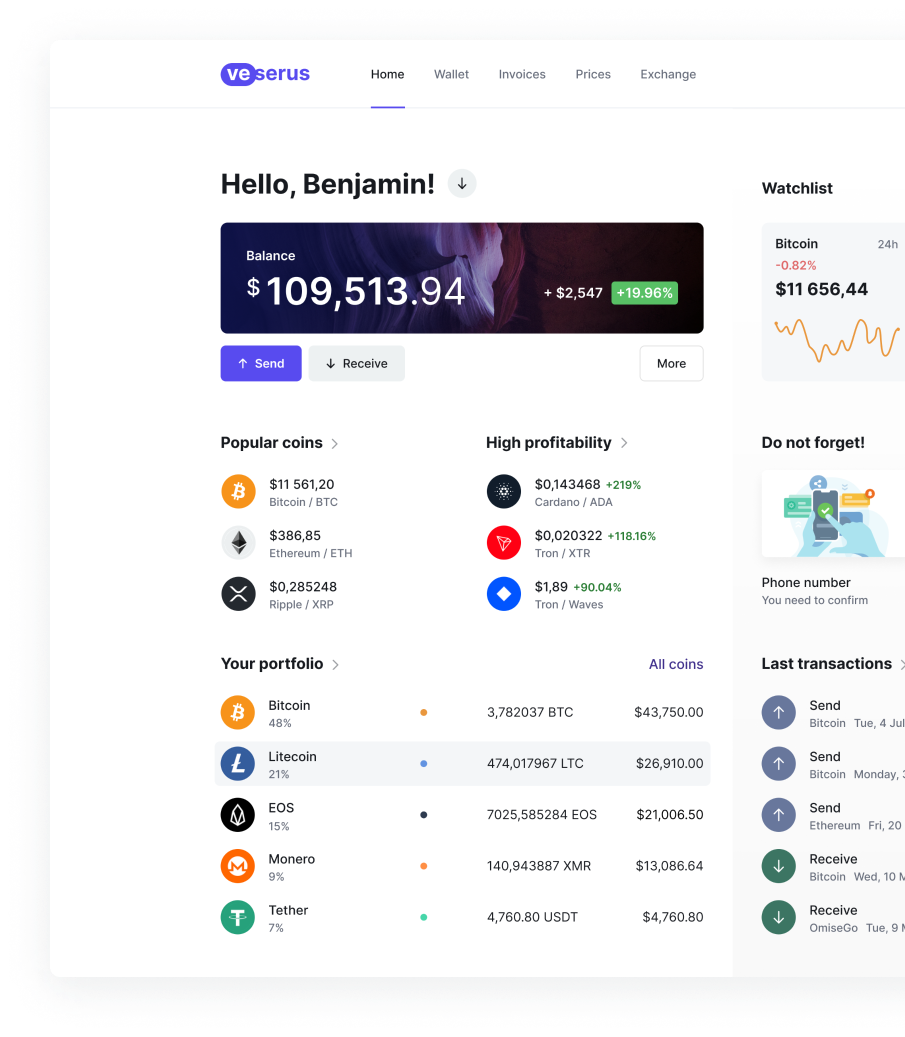 veserus
Home
Wallet
Invoices
Prices
Exchange
Hello, Benjamin!
Balance
$109,513.94
+ $2,547 +19.96%
Send
Receive
More
Popular coins
$11 561,20
Bitcoin / BTC
$386,85
Ethereum / ETH
$0,285248
Ripple / XRP
High profitability
$0,143468 +219%
Cardano / ADA
$0,020322 +118.16%
Tron / XTR
$1,89 +90.04%
Tron / Waves
Your portfolio
All coins
Bitcoin
48%
3,782037 BTC
$43,750.00
Litecoin
21%
474,017967 LTC
$26,910.00
EOS
15%
7025,585284 EOS
$21,006.50
Monero
9%
140,943887 XMR
$13,086.64
Tether
7%
4,760.80 USDT
$4,760.80
Watchlist
Bitcoin
24h
-0.82%
$11 656,44
Do not forget!
Phone number
You need to confirm
Last transactions
Send
Bitcoin Tue, 4 Jul
Send
Bitcoin Monday,
Send
Ethereum Fri, 20
Receive
Bitcoin Wed, 10
Receive
OmiseGo Tue, 9